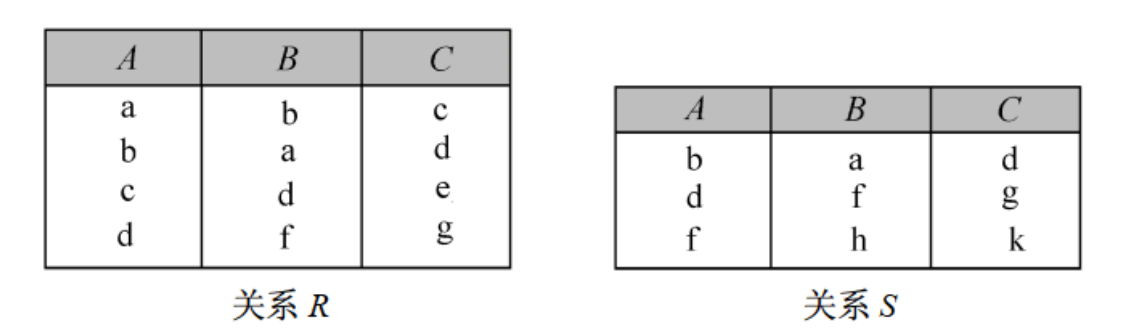 A B C
a b c
b a d
c d e
d f g
关系 R
A B C
b a d
d f g
f h k
关系 S